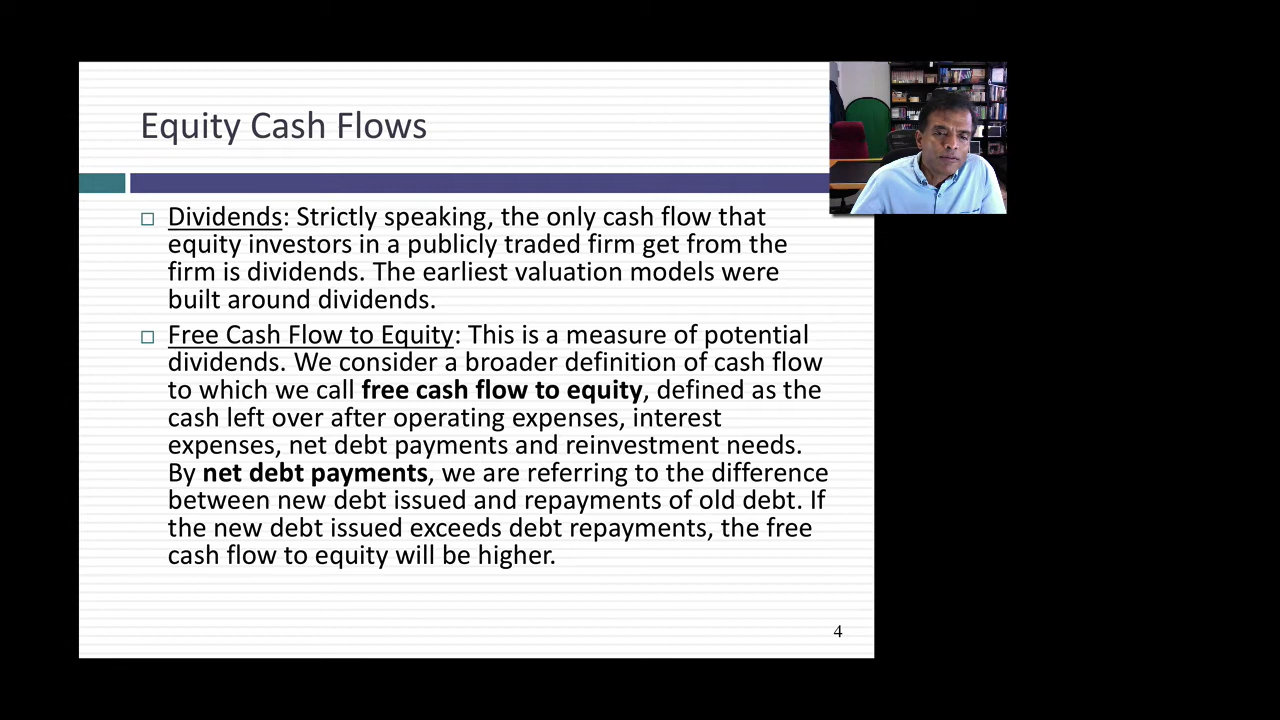 Equity Cash Flows
Dividends: Strictly speaking, the only cash flow that
equity investors in a publicly traded firm get from the
firm is dividends. The earliest valuation models were
built around dividends.
Free Cash Flow to Equity: This is a measure of potential
dividends. We consider a broader definition of cash flow
to which we call free cash flow to equity, defined as the
cash left over after operating expenses, interest
expenses, net debt payments and reinvestment needs.
By net debt payments, we are referring to the difference
between new debt issued and repayments of old debt. If
the new debt issued exceeds debt repayments, the free
cash flow to equity will be higher.
4